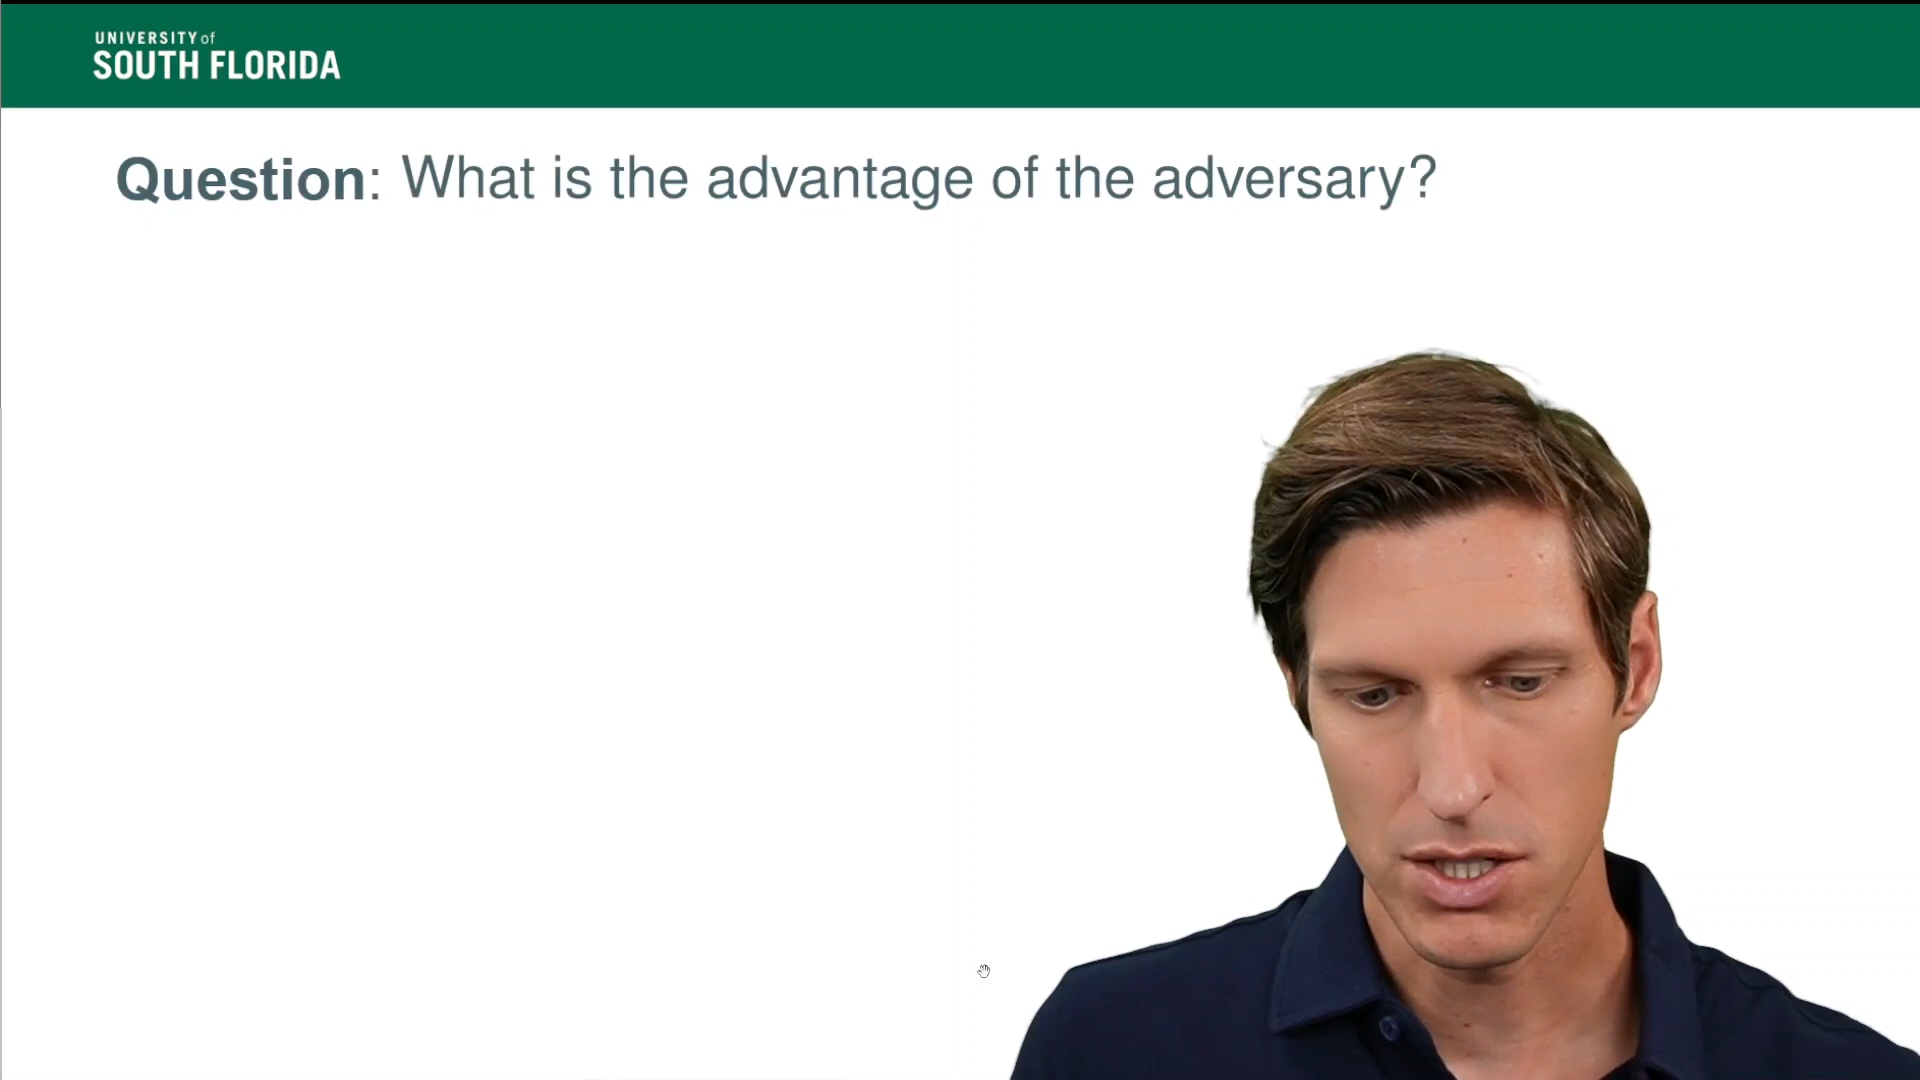 UNIVERSITY of
SOUTH FLORIDA
Question: What is the advantage of the adversary?